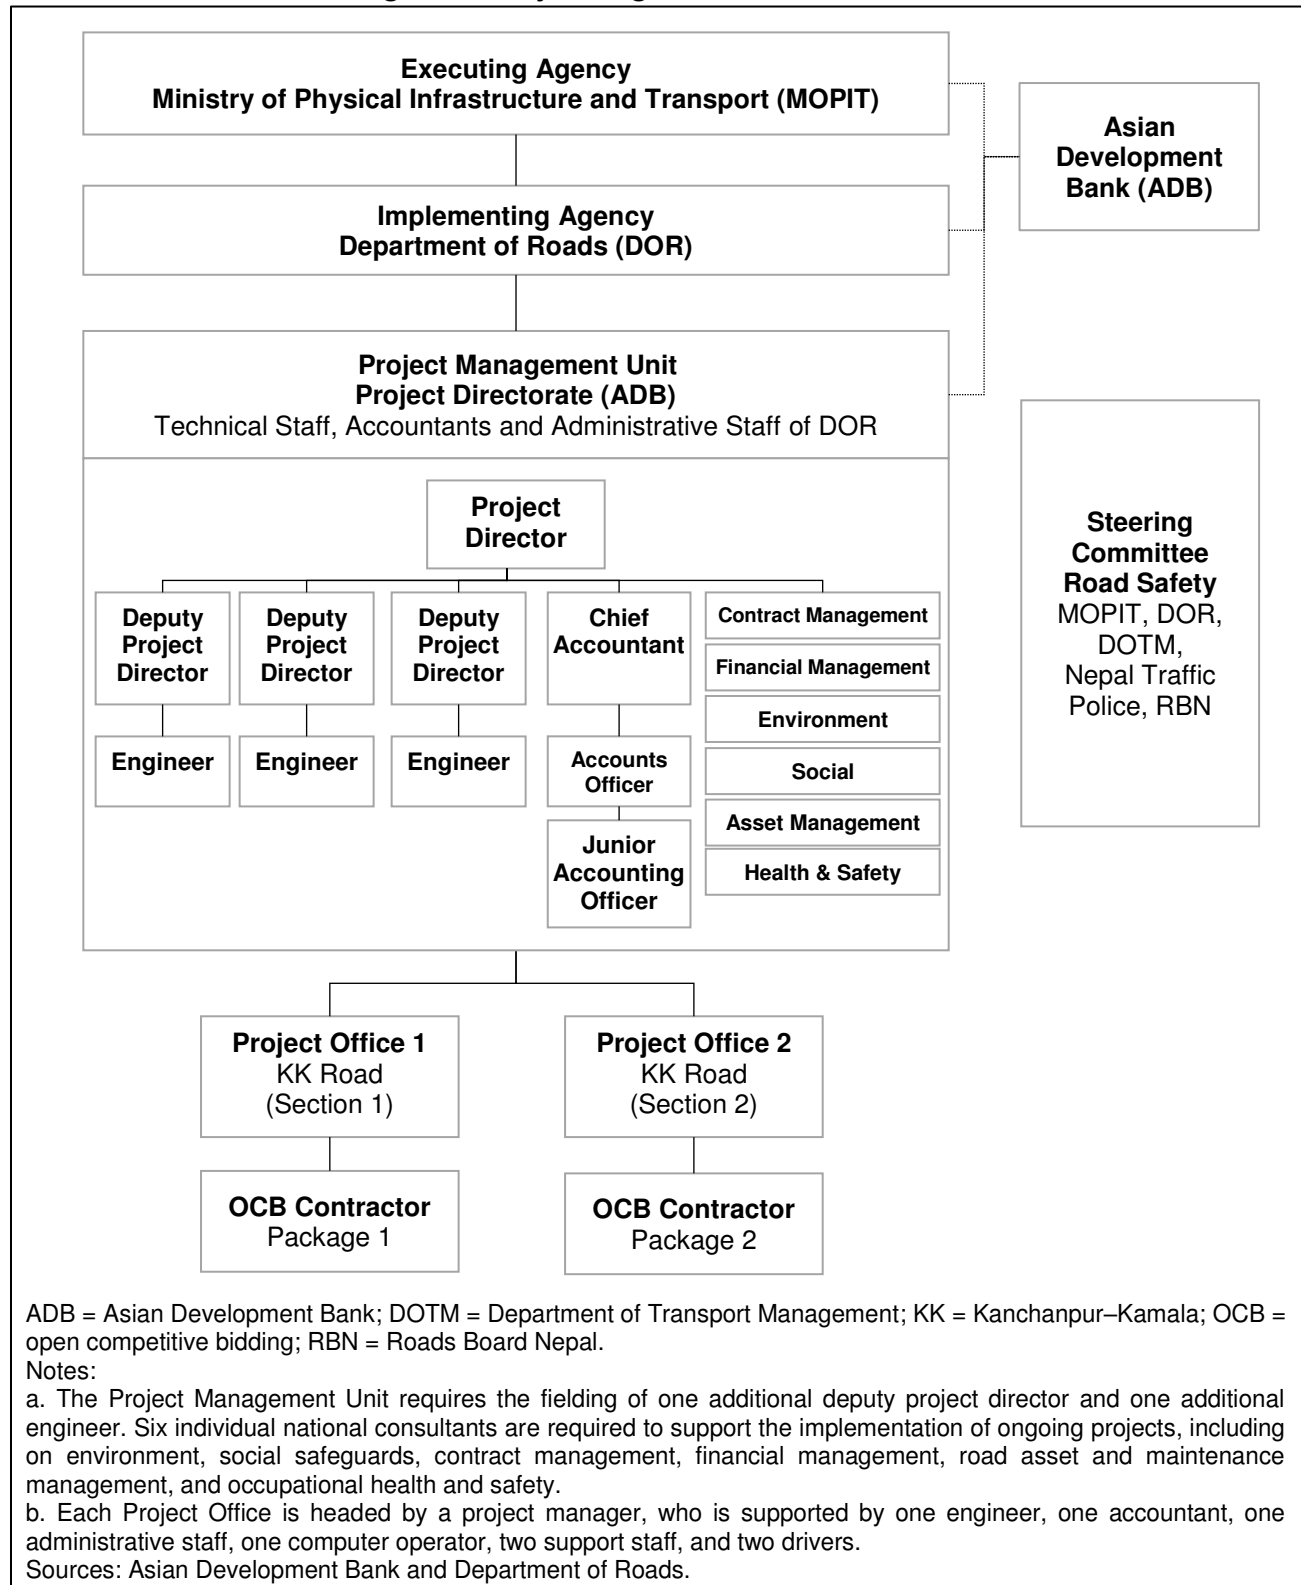 Executing Agency
Ministry of Physical Infrastructure and Transport (MOPIT)
Asian
Development
Bank (ADB)
Implementing Agency
Department of Roads (DOR)
Project Management Unit
Project Directorate (ADB)
Technical Staff, Accountants and Administrative Staff of DOR
Steering
Committee
Road Safety
MOPIT, DOR,
DOTM,
Nepal Traffic
Police, RBN
Project
Director
Deputy
Project
Director
Deputy
Project
Director
Deputy
Project
Director
Chief
Accountant
Contract Management
Financial Management
Environment
Social
Asset Management
Health & Safety
Engineer
Engineer
Engineer
Accounts
Officer
Junior
Accounting
Officer
Project Office 1
KK Road
(Section 1)
Project Office 2
KK Road
(Section 2)
OCB Contractor
Package 1
OCB Contractor
Package 2
ADB = Asian Development Bank; DOTM = Department of Transport Management; KK = Kanchanpur–Kamala; OCB =
open competitive bidding; RBN = Roads Board Nepal.
Notes:
a. The Project Management Unit requires the fielding of one additional deputy project director and one additional
engineer. Six individual national consultants are required to support the implementation of ongoing projects, including
on environment, social safeguards, contract management, financial management, road asset and maintenance
management, and occupational health and safety.
b. Each Project Office is headed by a project manager, who is supported by one engineer, one accountant, one
administrative staff, one computer operator, two support staff, and two drivers.
Sources: Asian Development Bank and Department of Roads.